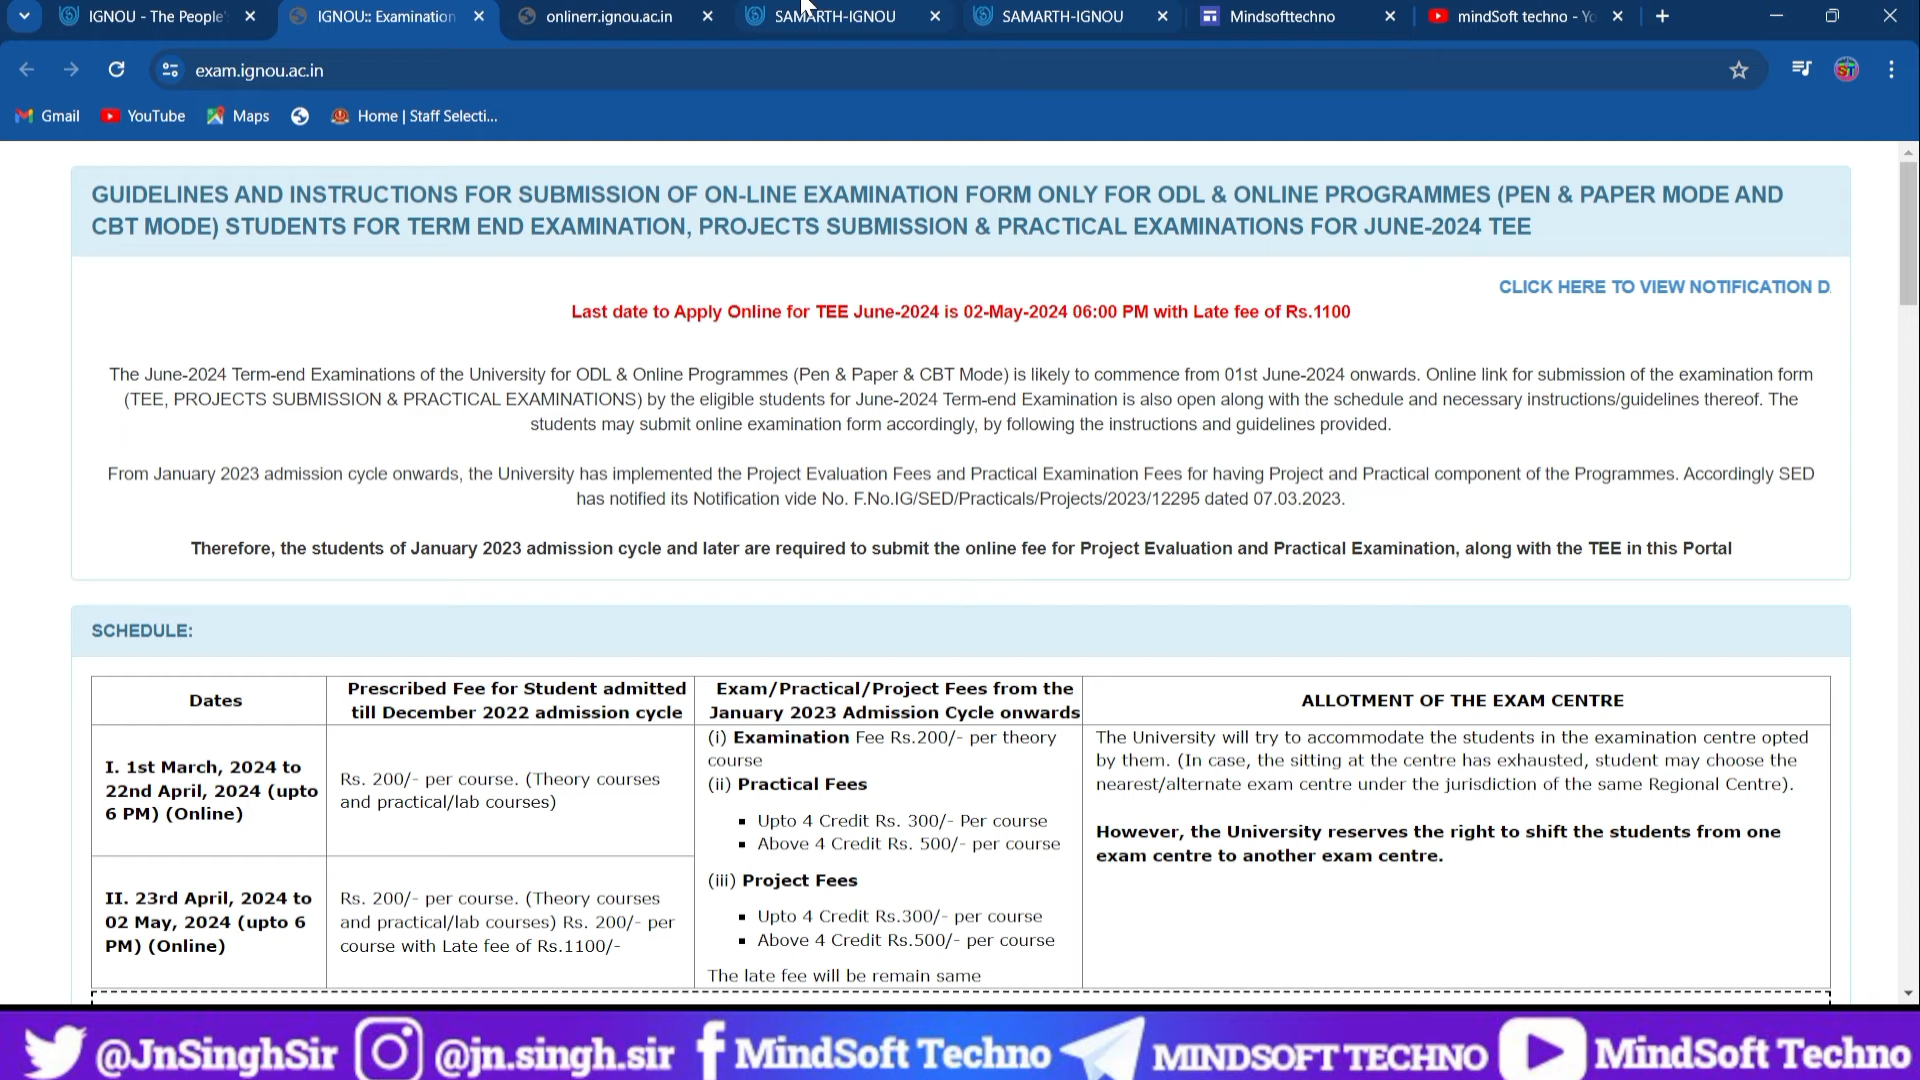 IGNOU - The People'
IGNOU:: Examination
onlinerr.ignou.ac.in
SAMARTH-IGNOU
SAMARTH-IGNOU
Mindsofttechno
mindSoft techno - Yo
exam.ignou.ac.in
Gmail
YouTube
Maps
Home | Staff Selecti...
GUIDELINES AND INSTRUCTIONS FOR SUBMISSION OF ON-LINE EXAMINATION FORM ONLY FOR ODL & ONLINE PROGRAMMES (PEN & PAPER MODE AND
CBT MODE) STUDENTS FOR TERM END EXAMINATION, PROJECTS SUBMISSION & PRACTICAL EXAMINATIONS FOR JUNE-2024 TEE
CLICK HERE TO VIEW NOTIFICATION D
Last date to Apply Online for TEE June-2024 is 02-May-2024 06:00 PM with Late fee of Rs.1100
The June-2024 Term-end Examinations of the University for ODL & Online Programmes (Pen & Paper & CBT Mode) is likely to commence from 01st June-2024 onwards. Online link for submission of the examination form
(TEE, PROJECTS SUBMISSION & PRACTICAL EXAMINATIONS) by the eligible students for June-2024 Term-end Examination is also open along with the schedule and necessary instructions/guidelines thereof. The
students may submit online examination form accordingly, by following the instructions and guidelines provided.
From January 2023 admission cycle onwards, the University has implemented the Project Evaluation Fees and Practical Examination Fees for having Project and Practical component of the Programmes. Accordingly SED
has notified its Notification vide No. F.No.IG/SED/Practicals/Projects/2023/12295 dated 07.03.2023.
Therefore, the students of January 2023 admission cycle and later are required to submit the online fee for Project Evaluation and Practical Examination, along with the TEE in this Portal
SCHEDULE:
Dates
Prescribed Fee for Student admitted
till December 2022 admission cycle
Exam/Practical/Project Fees from the
January 2023 Admission Cycle onwards
ALLOTMENT OF THE EXAM CENTRE
I. 1st March, 2024 to
22nd April, 2024 (upto
6 PM) (Online)
Rs. 200/- per course. (Theory courses
and practical/lab courses)
(i) Examination Fee Rs.200/- per theory
course
(ii) Practical Fees
▪ Upto 4 Credit Rs. 300/- Per course
▪ Above 4 Credit Rs. 500/- per course
(iii) Project Fees
▪ Upto 4 Credit Rs.300/- per course
▪ Above 4 Credit Rs.500/- per course
The late fee will be remain same
The University will try to accommodate the students in the examination centre opted
by them. (In case, the sitting at the centre has exhausted, student may choose the
nearest/alternate exam centre under the jurisdiction of the same Regional Centre).
However, the University reserves the right to shift the students from one
exam centre to another exam centre.
II. 23rd April, 2024 to
02 May, 2024 (upto 6
PM) (Online)
Rs. 200/- per course. (Theory courses
and practical/lab courses) Rs. 200/- per
course with Late fee of Rs.1100/-
@JnSinghSir
@jn.singh.sir
MindSoft Techno
MINDSOFT TECHNO
MindSoft Techno